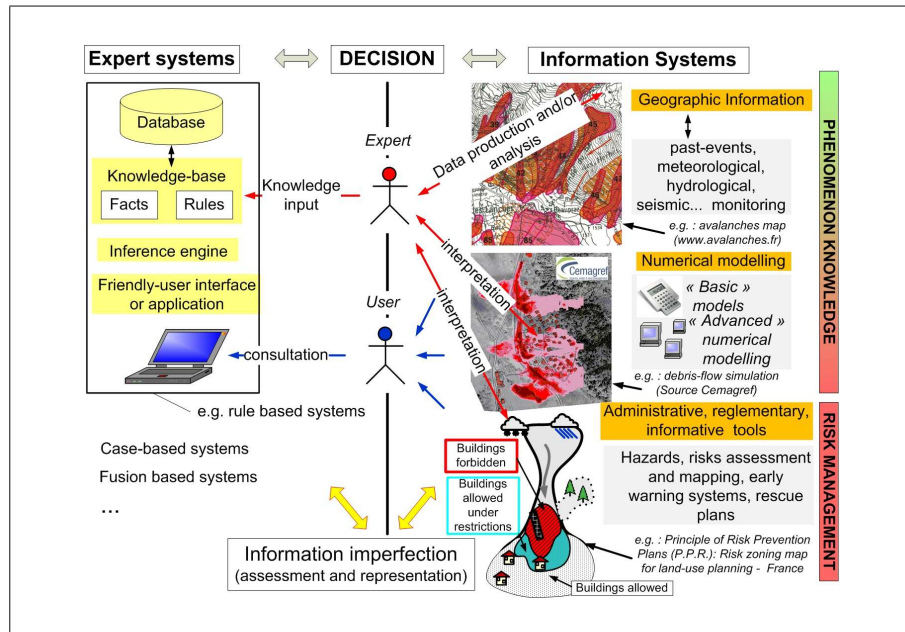 Expert systems
DECISION
Information Systems
Database
Knowledge-base
Facts
Rules
Inference engine
Friendly-user interface
or application
Knowledge
input
Expert
User
consultation
e.g. rule based systems
Case-based systems
Fusion based systems
...
Data production and/or
analysis
interpretation
interpretation
Cemagref
Geographic Information
past-events,
meteorological,
hydrological,
seismic... monitoring
e.g. : avalanches map
(www.avalanches.fr)
Numerical modelling
« Basic »
models
« Advanced »
numerical
modelling
e.g. : debris-flow simulation
(Source Cemagref)
PHENOMENON KNOWLEDGE
Administrative, reglementary,
informative tools
Hazards, risks assessment
and mapping, early
warning systems, rescue
plans
e.g. : Principle of Risk Prevention
Plans (P.P.R.): Risk zoning map
for land-use planning - France
RISK MANAGEMENT
Buildings
forbidden
Buildings
allowed
under
restrictions
Buildings allowed
Information imperfection
(assessment and representation)